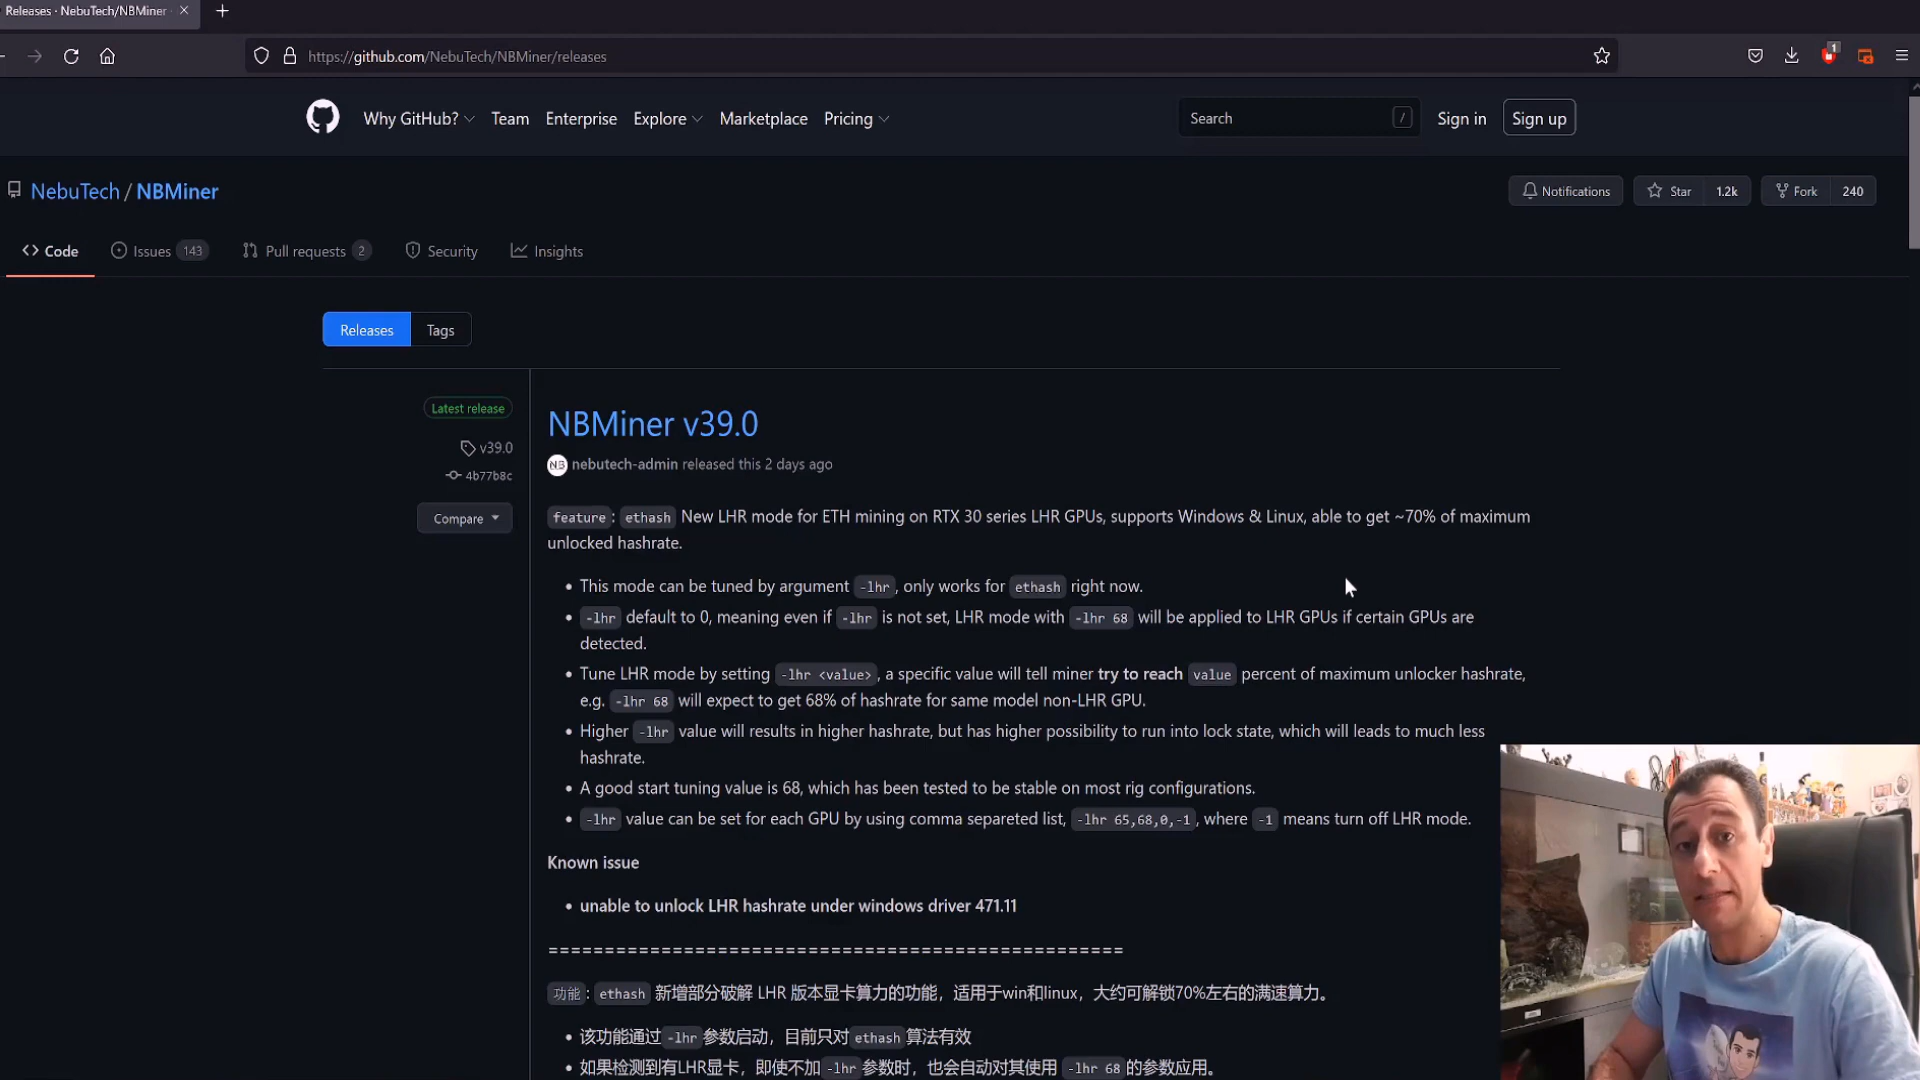 Releases · NebuTech/NBMiner
https://github.com/NebuTech/NBMiner/releases
1
Why GitHub? Team Enterprise Explore Marketplace Pricing
Search /
Sign in Sign up
NebuTech / NBMiner
Notifications Star 1.2k Fork 240
Code Issues 143 Pull requests 2 Security Insights
Releases Tags
Latest release
v39.0
4b77b8c
Compare
NBMiner v39.0
NB nebutech-admin released this 2 days ago
feature: ethash New LHR mode for ETH mining on RTX 30 series LHR GPUs, supports Windows & Linux, able to get ~70% of maximum
unlocked hashrate.
• This mode can be tuned by argument -lhr, only works for ethash right now.
• -lhr default to 0, meaning even if -lhr is not set, LHR mode with -lhr 68 will be applied to LHR GPUs if certain GPUs are
detected.
• Tune LHR mode by setting -lhr <value>, a specific value will tell miner try to reach value percent of maximum unlocker hashrate,
e.g. -lhr 68 will expect to get 68% of hashrate for same model non-LHR GPU.
• Higher -lhr value will results in higher hashrate, but has higher possibility to run into lock state, which will leads to much less
hashrate.
• A good start tuning value is 68, which has been tested to be stable on most rig configurations.
• -lhr value can be set for each GPU by using comma separeted list, -lhr 65,68,0,-1, where -1 means turn off LHR mode.
Known issue
• unable to unlock LHR hashrate under windows driver 471.11
===================================================
功能: ethash 新增部分破解 LHR 版本显卡算力的功能，适用于win和linux，大约可解锁70%左右的满速算力。
• 该功能通过 -lhr 参数启动，目前只对 ethash 算法有效
• 如果检测到有LHR显卡，即使不加 -lhr 参数时，也会自动对其使用 -lhr 68 的参数应用。